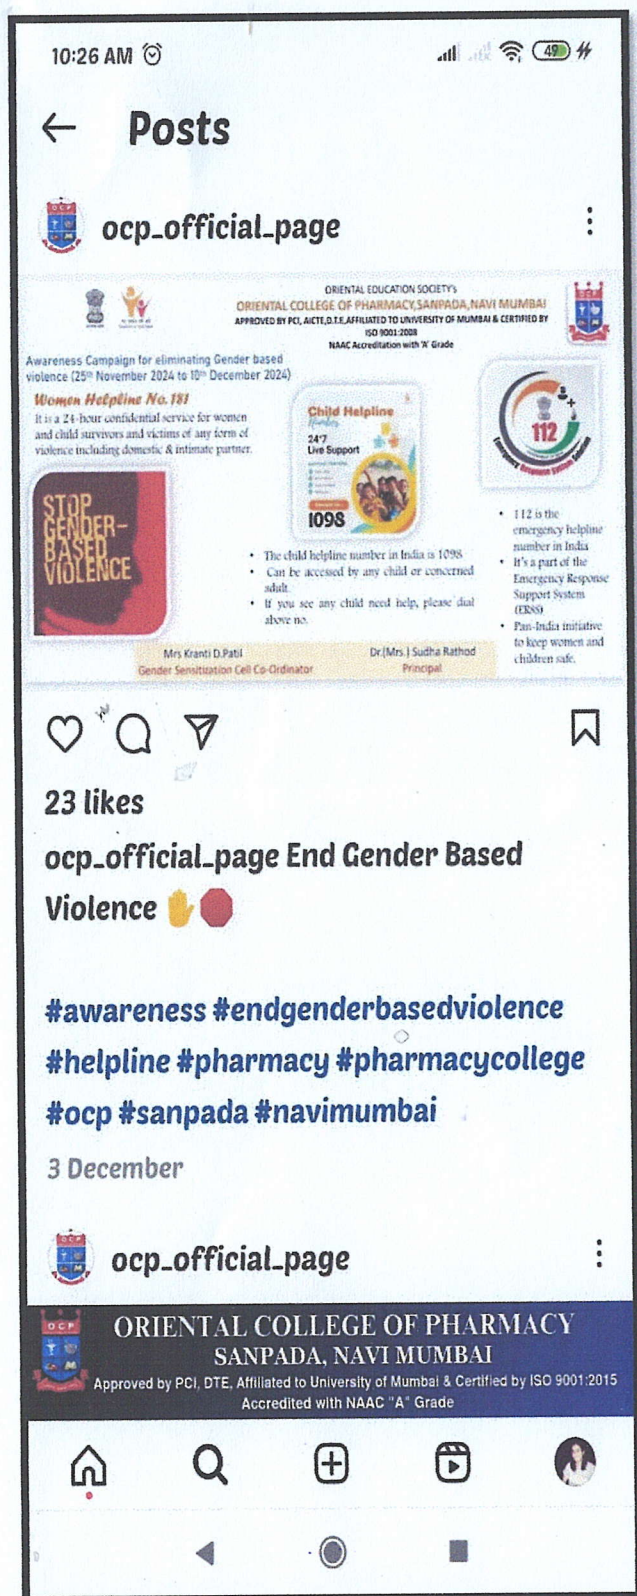 10:26 AM
49
Posts
ocp_official_page
ORIENTAL EDUCATION SOCIETY's
ORIENTAL COLLEGE OF PHARMACY,SANPADA,NAVI MUMBAI
APPROVED BY PCI, AICTE,D.T.E,AFFILIATED TO UNIVERSITY OF MUMBAI & CERTIFIED BY
ISO 9001:2008
NAAC Accreditation with 'A' Grade
Awareness Campaign for eliminating Gender based
violence (25th November 2024 to 10th December 2024)
Women Helpline No. 181
It is a 24-hour confidential service for women
and child survivors and victims of any form of
violence including domestic & intimate partner.
STOP
GENDER-
BASED
VIOLENCE
Child Helpline
Number
24*7
Live Support
1098
• The child helpline number in India is 1098
• Can be accessed by any child or concerned
adult.
• If you see any child need help, please dial
above no.
112
Emergency Response Support System
• 112 is the
emergency helpline
number in India
• It's a part of the
Emergency Response
Support System
(ERSS)
• Pan-India initiative
to keep women and
children safe.
Mrs Kranti D.Patil
Gender Sensitization Cell Co-Ordinator
Dr.(Mrs.) Sudha Rathod
Principal
23 likes
ocp_official_page End Gender Based
Violence ✋🛑
#awareness #endgenderbasedviolence
#helpline #pharmacy #pharmacycollege
#ocp #sanpada #navimumbai
3 December
ocp_official_page
OCP
ORIENTAL COLLEGE OF PHARMACY
SANPADA, NAVI MUMBAI
Approved by PCI, DTE, Affiliated to University of Mumbai & Certified by ISO 9001:2015
Accredited with NAAC "A" Grade